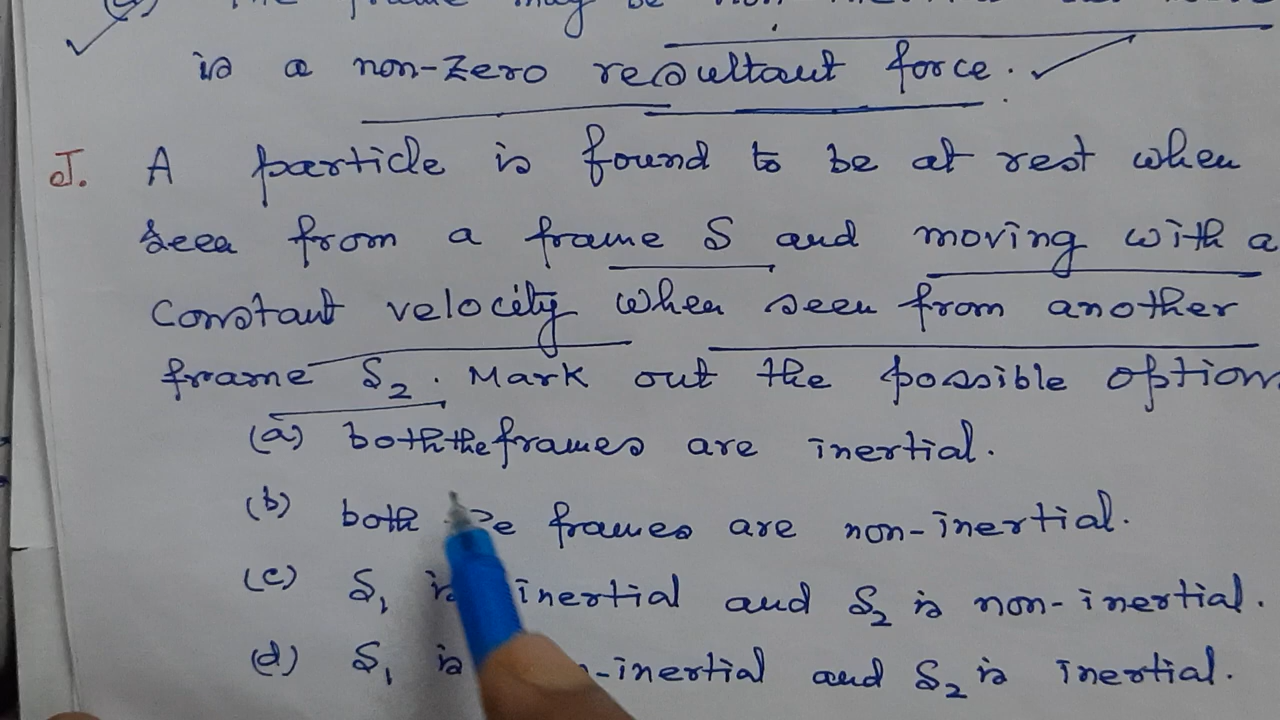 is a non-zero resultant force.
J. A particle is found to be at rest when
seen from a frame S and moving with a
constant velocity when seen from another
frame S2. Mark out the possible option
(a) both the frames are inertial.
(b) both frames are non-inertial.
(c) S1 is inertial and S2 is non-inertial.
(d) S1 is -inertial and S2 is inertial.